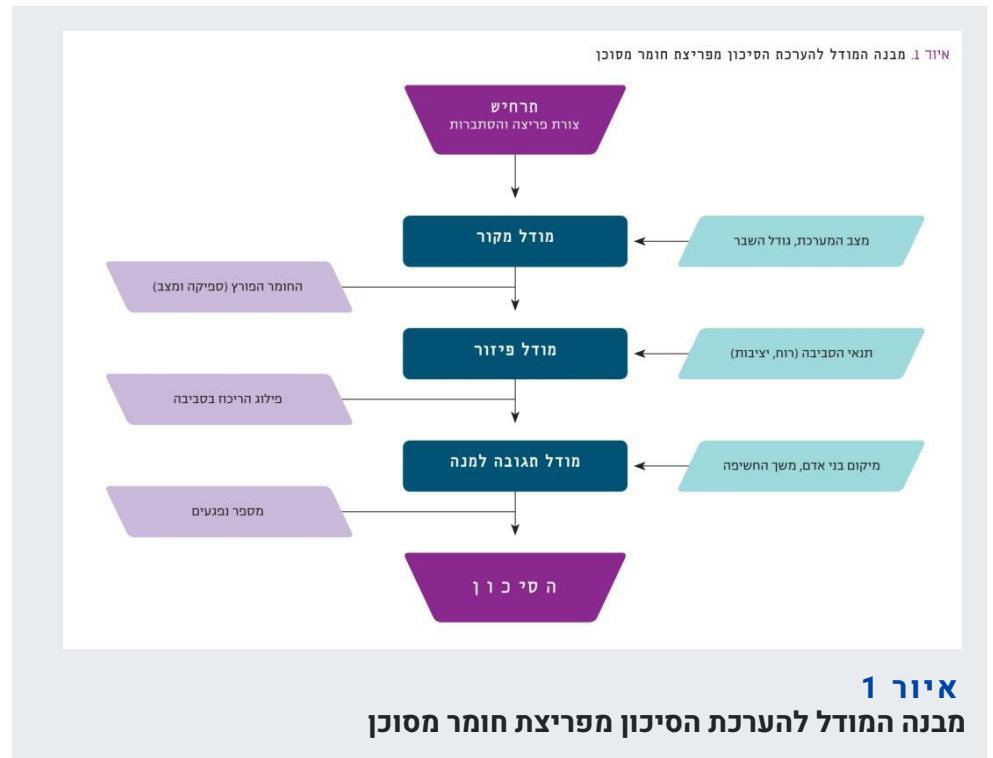 איור 1. מבנה המודל להערכת הסיכון מפריצת חומר מסוכן
תרחיש
צורת פריצה והסתברות
מודל מקור
מצב המערכת, גודל השבר
החומר הפורץ (ספיקה ומצב)
מודל פיזור
תנאי הסביבה (רוח, יציבות)
פילוג הריכוז בסביבה
מודל תגובה למנה
מיקום בני אדם, משך החשיפה
מספר נפגעים
הסיכון
איור 1
מבנה המודל להערכת הסיכון מפריצת חומר מסוכן